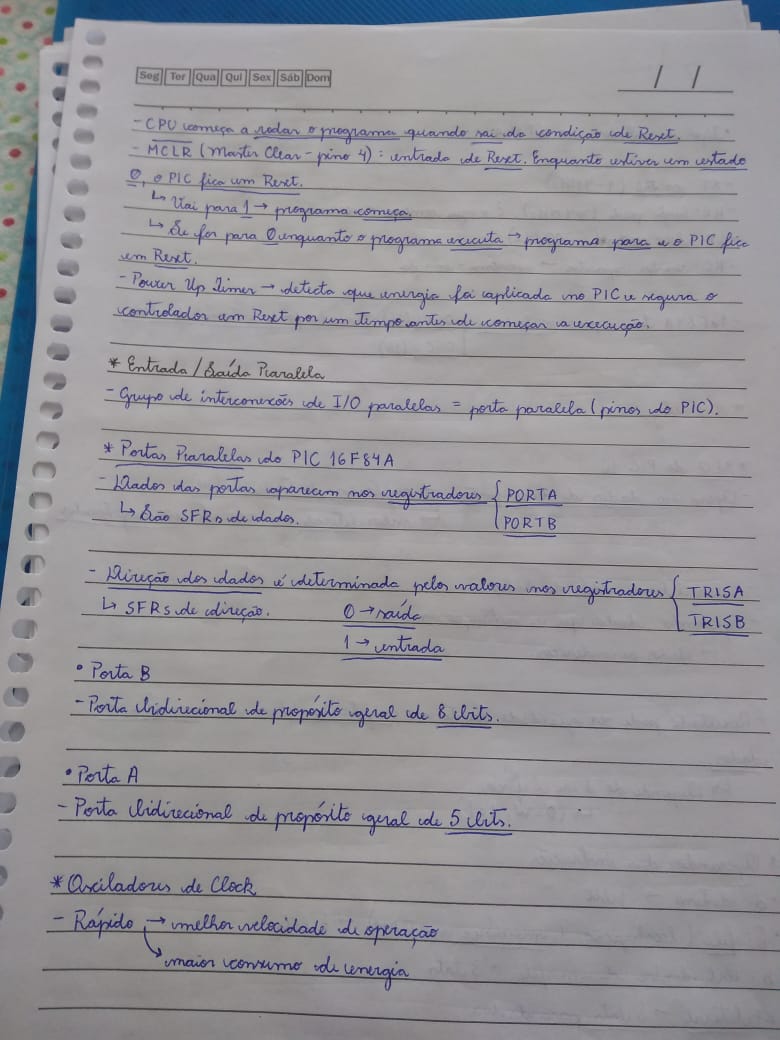 Seg Ter Qua Qui Sex Sáb Dom
/ /
- CPU começa a rodar o programa quando sai da condição de Reset.
- MCLR (Master Clear - pino 4): entrada de Reset. Enquanto estiver em estado
0, o PIC fica em Reset.
↳ Vai para 1 → programa começa.
↳ Se for para 0 enquanto o programa executa → programa para e o PIC fica
em Reset.
- Power Up Timer → detecta que energia foi aplicada no PIC e segura o
controlador em Reset por um tempo antes de começar a execução.
* Entrada/Saída Paralela
- Grupo de interconexões de I/O paralelas = porta paralela (pinos do PIC).
* Portas Paralelas do PIC 16F84A
- Dados das portas aparecem nos registradores { PORTA
↳ São SFRs de dados. PORTB
- Direção dos dados é determinada pelos valores nos registradores { TRISA
↳ SFRs de direção. 0 → saída TRISB
1 → entrada
• Porta B
- Porta bidirecional de propósito geral de 8 bits.
• Porta A
- Porta bidirecional de propósito geral de 5 bits.
* Osciladores de Clock
- Rápido → melhor velocidade de operação
↘ maior consumo de energia